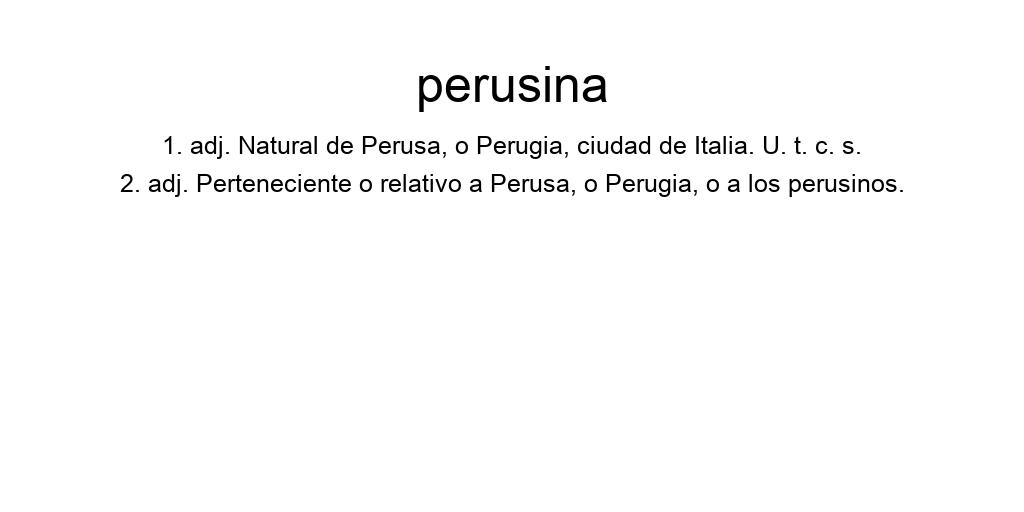 perusina
1. adj. Natural de Perusa, o Perugia, ciudad de Italia. U. t. c. s.
2. adj. Perteneciente o relativo a Perusa, o Perugia, o a los perusinos.